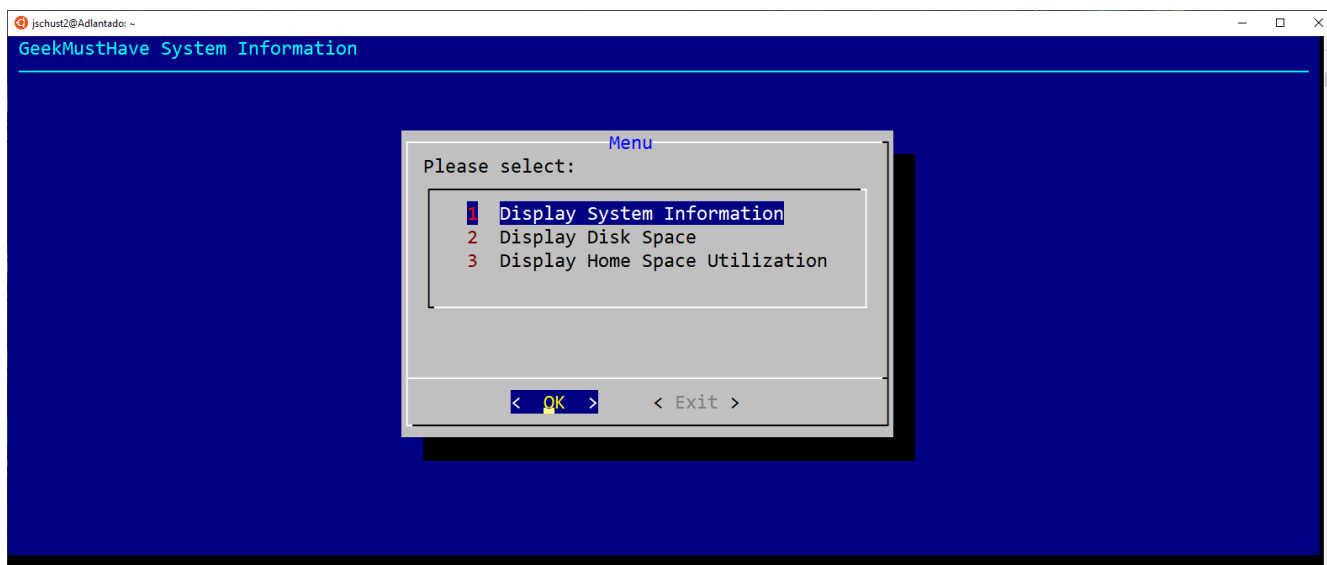 jschust2@Adlantado: ~
GeekMustHave System Information
Menu
Please select:
1 Display System Information
2 Display Disk Space
3 Display Home Space Utilization
< OK > < Exit >